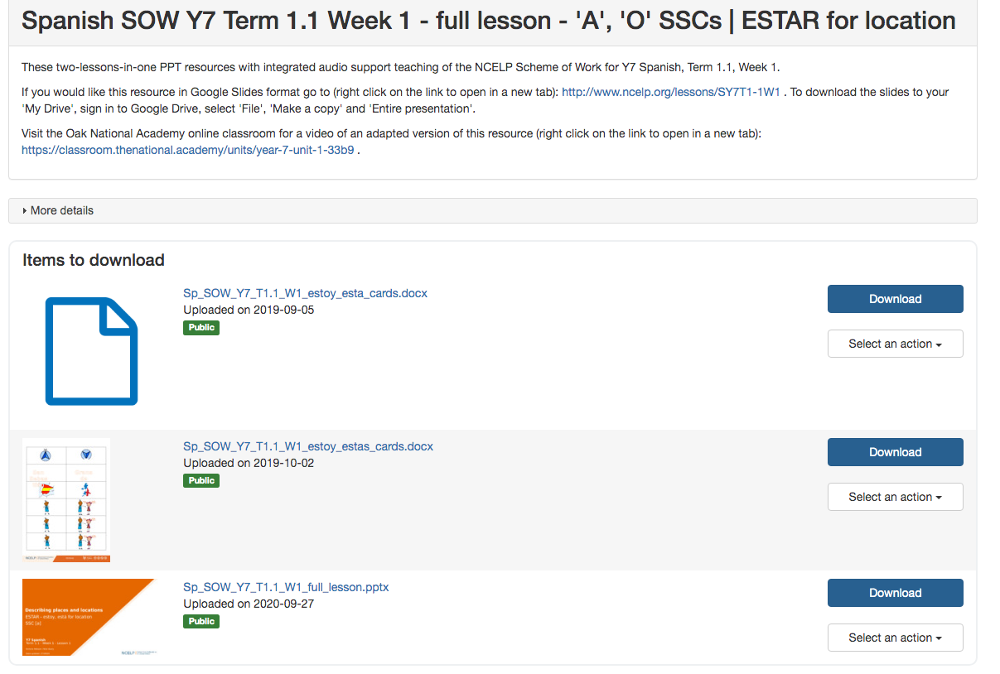 Spanish SOW Y7 Term 1.1 Week 1 - full lesson - 'A', 'O' SSCs | ESTAR for location
These two-lessons-in-one PPT resources with integrated audio support teaching of the NCELP Scheme of Work for Y7 Spanish, Term 1.1, Week 1.
If you would like this resource in Google Slides format go to (right click on the link to open in a new tab): http://www.ncelp.org/lessons/SY7T1-1W1 . To download the slides to your
'My Drive', sign in to Google Drive, select 'File', 'Make a copy' and 'Entire presentation'.
Visit the Oak National Academy online classroom for a video of an adapted version of this resource (right click on the link to open in a new tab):
https://classroom.thenational.academy/units/year-7-unit-1-33b9 .
More details
Items to download
Sp_SOW_Y7_T1.1_W1_estoy_esta_cards.docx
Uploaded on 2019-09-05
Public
Download
Select an action
Sp_SOW_Y7_T1.1_W1_estoy_estas_cards.docx
Uploaded on 2019-10-02
Public
NCELP
Download
Select an action
Sp_SOW_Y7_T1.1_W1_full_lesson.pptx
Uploaded on 2020-09-27
Public
Describing places and locations
ESTAR - estoy, está for location
SSC [a]
Y7 Spanish
Term 1.1 - Week 1 - Lesson 1
NCELP
Download
Select an action